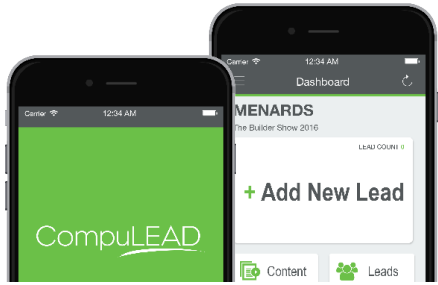 Carrier 12:34 AM
CompuLEAD
Carrier 12:34 AM
Dashboard
MENARDS
The Builder Show 2016
LEAD COUNT 0
+ Add New Lead
Content
Leads